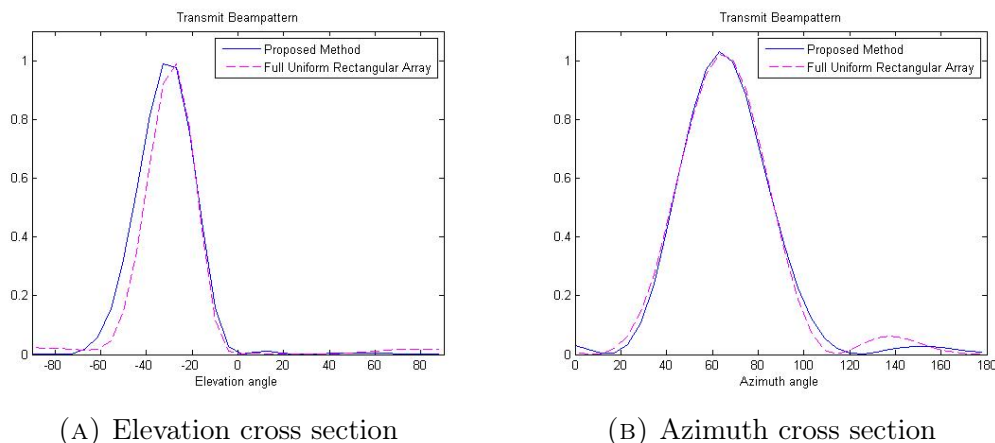 Transmit Beampattern
Proposed Method
Full Uniform Rectangular Array
1
0.8
0.6
0.4
0.2
0
-80 -60 -40 -20 0 20 40 60 80
Elevation angle
(A) Elevation cross section
Transmit Beampattern
Proposed Method
Full Uniform Rectangular Array
1
0.8
0.6
0.4
0.2
0
0 20 40 60 80 100 120 140 160 180
Azimuth angle
(B) Azimuth cross section